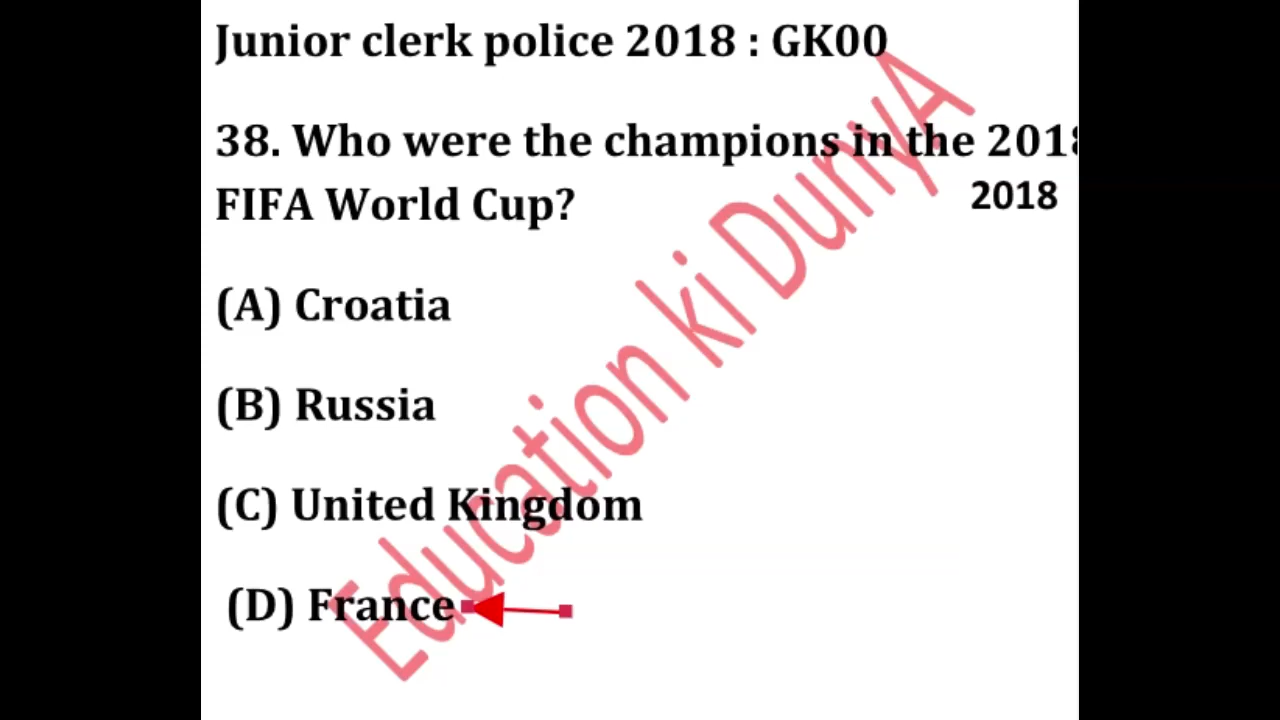 Junior clerk police 2018 : GK00
38. Who were the champions in the 2018
FIFA World Cup?
2018
(A) Croatia
(B) Russia
(C) United Kingdom
(D) France
Education ki DunyA